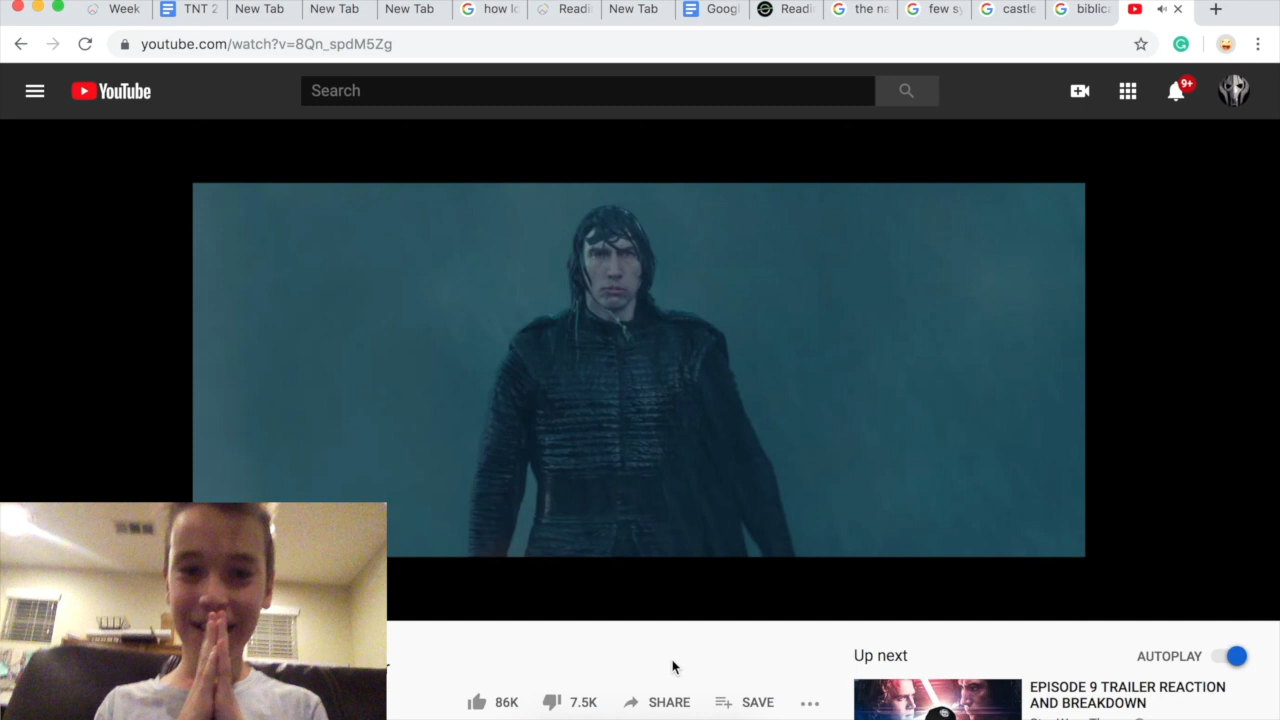 Week
TNT 2
New Tab
New Tab
New Tab
how lo
Readin
New Tab
Googl
Readi
the na
few sy
castle
biblica
youtube.com/watch?v=8Qn_spdM5Zg
YouTube
Search
9+
Up next
AUTOPLAY
EPISODE 9 TRAILER REACTION
AND BREAKDOWN
86K
7.5K
SHARE
SAVE